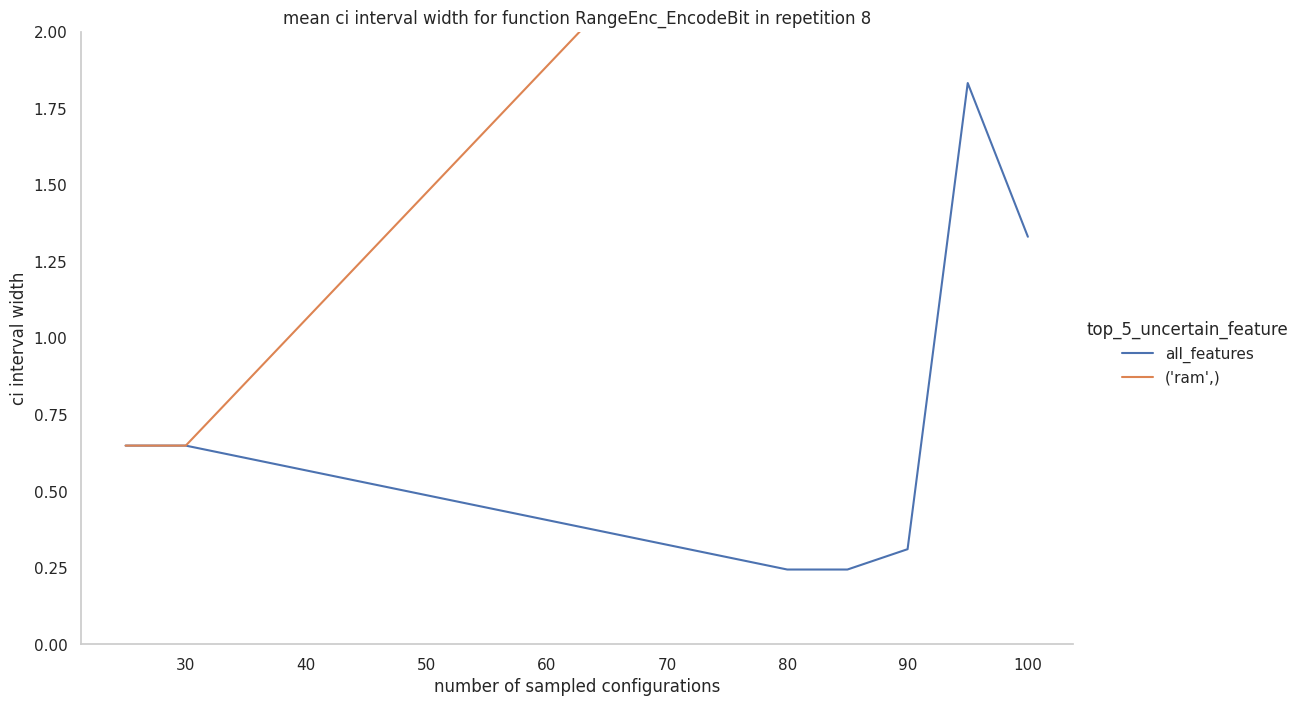 mean ci interval width for function RangeEnc_EncodeBit in repetition 8
2.00
1.75
1.50
1.25
1.00
0.75
0.50
0.25
0.00
ci interval width
30 40 50 60 70 80 90 100
number of sampled configurations
top_5_uncertain_feature
all_features
('ram',)